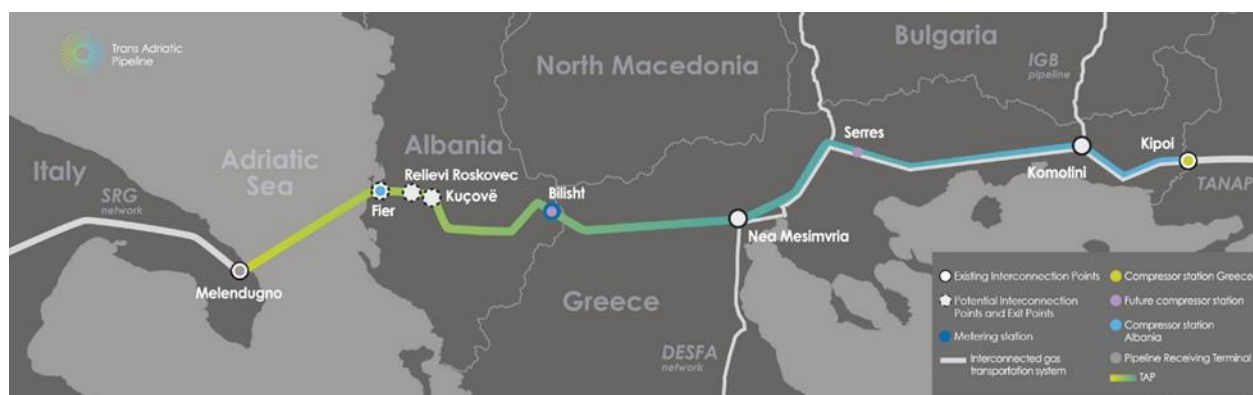 Trans Adriatic
Pipeline
Bulgaria
IGB
pipeline
North Macedonia
Serres
Kipoi
Albania
Italy
Adriatic
Sea
Relievi Roskovec
Kuçovë
Bilisht
Komotini
TANAP
SRG
network
Fier
Nea Mesimvria
Melendugno
Greece
DESFA
network
Existing Interconnection Points
Potential Interconnection
Points and Exit Points
Metering station
Interconnected gas
transportation system
Compressor station Greece
Future compressor station
Compressor station
Albania
Pipeline Receiving Terminal
TAP